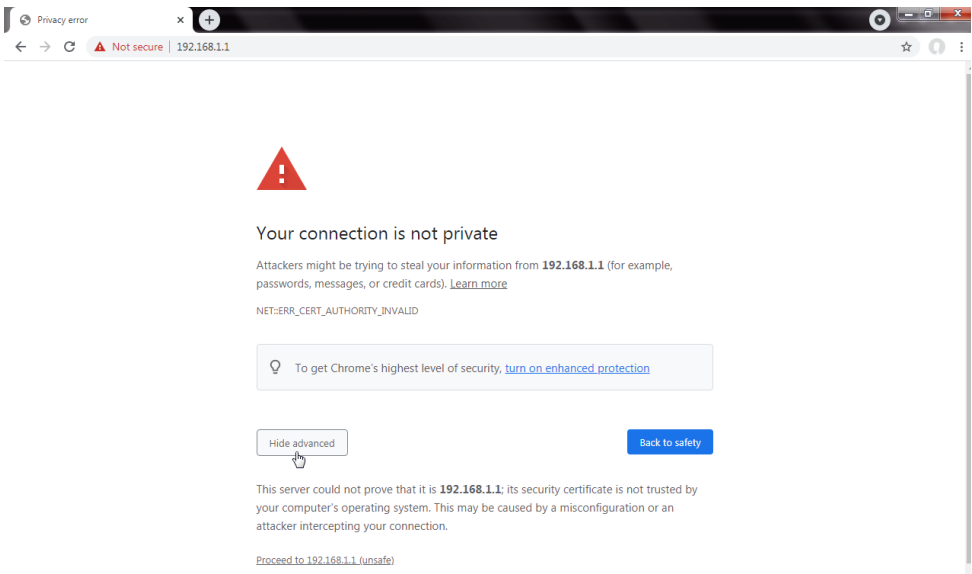 Privacy error
Not secure | 192.168.1.1
Your connection is not private
Attackers might be trying to steal your information from 192.168.1.1 (for example,
passwords, messages, or credit cards). Learn more
NET::ERR_CERT_AUTHORITY_INVALID
To get Chrome's highest level of security, turn on enhanced protection
Hide advanced
Back to safety
This server could not prove that it is 192.168.1.1; its security certificate is not trusted by
your computer's operating system. This may be caused by a misconfiguration or an
attacker intercepting your connection.
Proceed to 192.168.1.1 (unsafe)